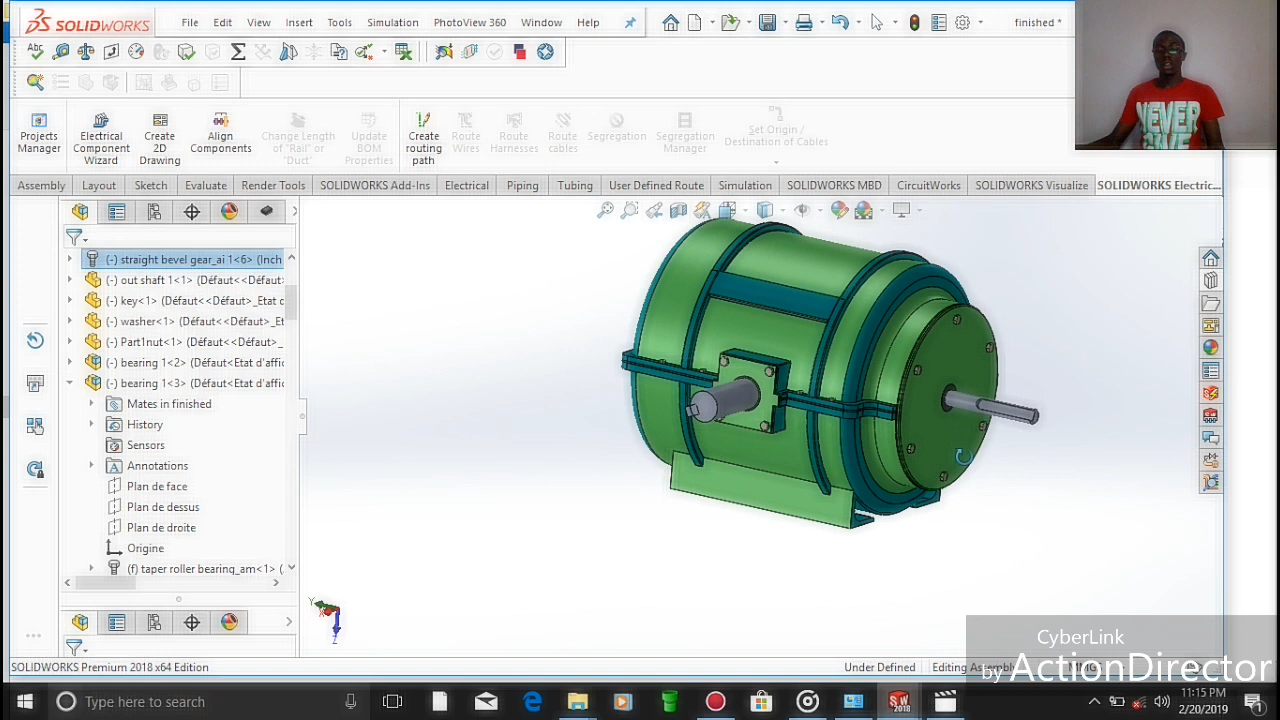 SOLIDWORKS
File Edit View Insert Tools Simulation PhotoView 360 Window Help
finished *
Projects Manager
Electrical Component Wizard
Create 2D Drawing
Align Components
Change Length of "Rail" or "Duct"
Update BOM Properties
Create routing path
Route Wires
Route Harnesses
Route cables
Segregation
Segregation Manager
Set Origin / Destination of Cables
Assembly Layout Sketch Evaluate Render Tools SOLIDWORKS Add-Ins Electrical Piping Tubing User Defined Route Simulation SOLIDWORKS MBD CircuitWorks SOLIDWORKS Visualize SOLIDWORKS Electric...
(-) straight bevel gear_ai 1<6> (Inch
(-) out shaft 1<1> (Défaut<<Défaut>
(-) key<1> (Défaut<<Défaut>_Etat d
(-) washer<1> (Défaut<<Défaut>_Et
(-) Part1nut<1> (Défaut<<Défaut>_
(-) bearing 1<2> (Défaut<Etat d'affic
(-) bearing 1<3> (Défaut<Etat d'affic
Mates in finished
History
Sensors
Annotations
Plan de face
Plan de dessus
Plan de droite
Origine
(f) taper roller bearing_am<1> (
SOLIDWORKS Premium 2018 x64 Edition
Under Defined
Editing Assembly
MMGS
NEVER
GIVE
CyberLink
by ActionDirector
Type here to search
11:15 PM
2/20/2019